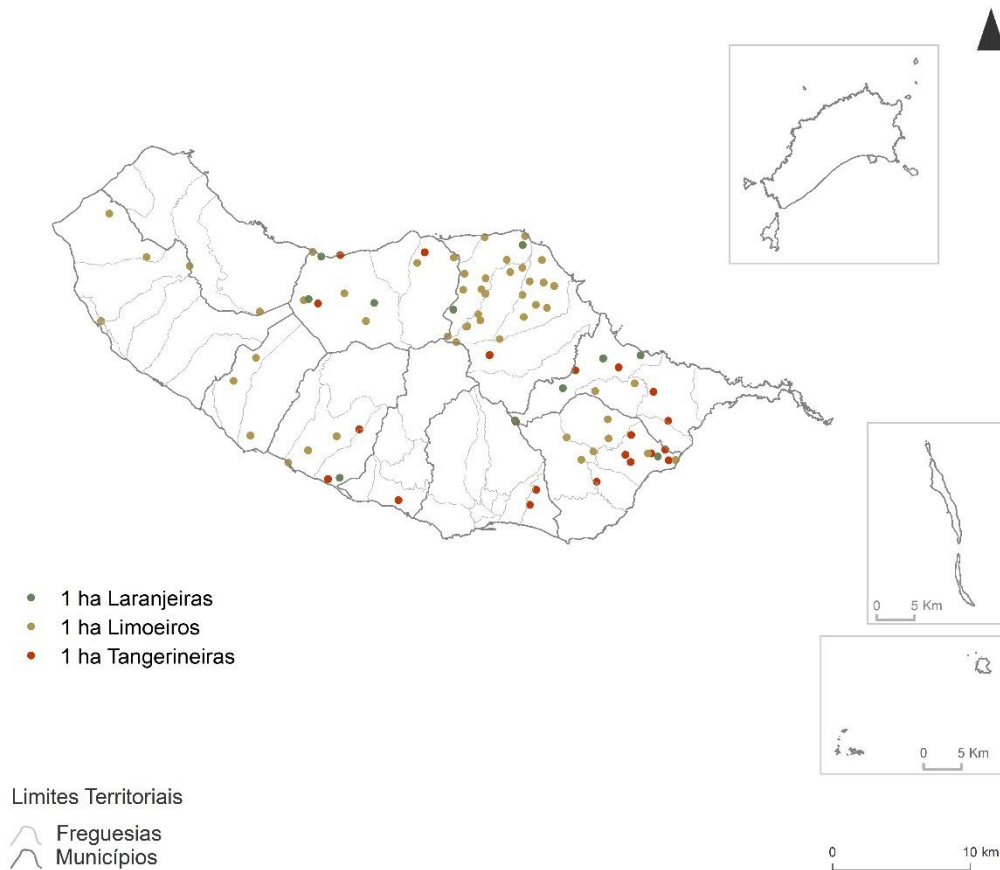 0 5 Km
1 ha Laranjeiras
1 ha Limoeiros
1 ha Tangerineiras
0 5 Km
Limites Territoriais
Freguesias
Municípios
0 10 km